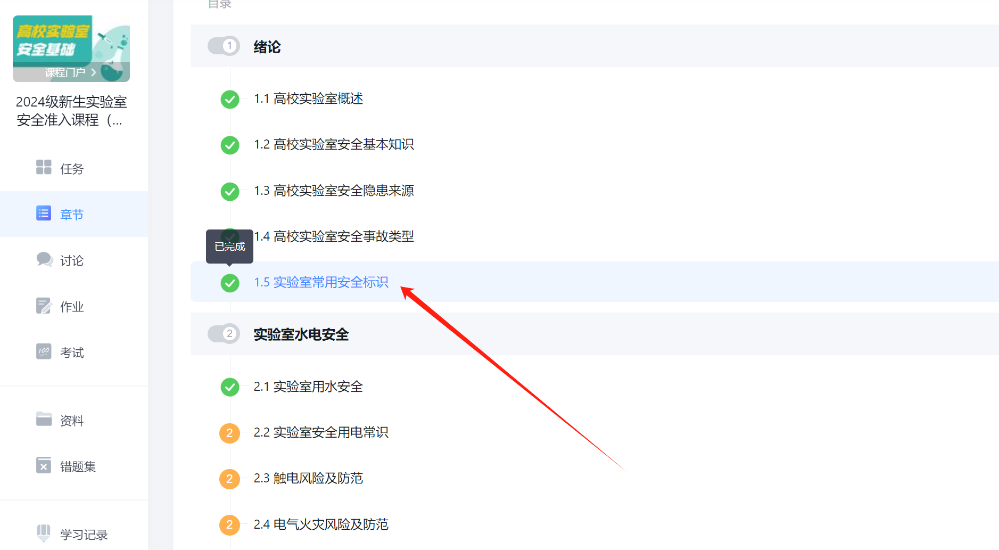 高校实验室
安全基础
课程门户
2024级新生实验室
安全准入课程（...
任务
章节
讨论
作业
100
考试
资料
错题集
学习记录
目录
1
绪论
1.1 高校实验室概述
1.2 高校实验室安全基本知识
1.3 高校实验室安全隐患来源
1.4 高校实验室安全事故类型
已完成
1.5 实验室常用安全标识
2
实验室水电安全
2.1 实验室用水安全
2
2.2 实验室安全用电常识
2
2.3 触电风险及防范
2
2.4 电气火灾风险及防范